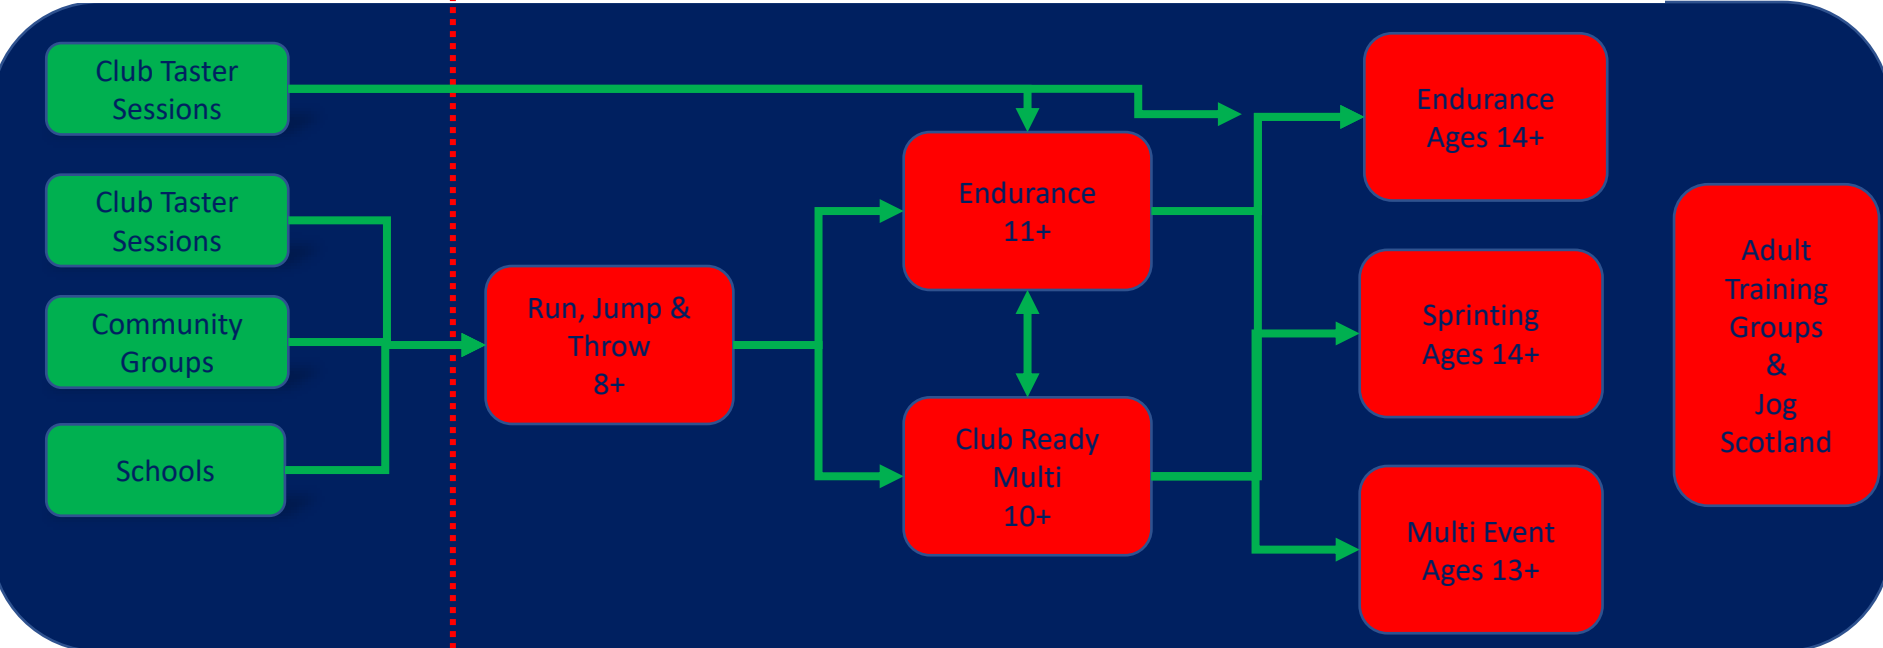 Club Taster
Sessions
Club Taster
Sessions
Community
Groups
Schools
Run, Jump &
Throw
8+
Endurance
11+
Club Ready
Multi
10+
Endurance
Ages 14+
Sprinting
Ages 14+
Multi Event
Ages 13+
Adult
Training
Groups
&
Jog
Scotland